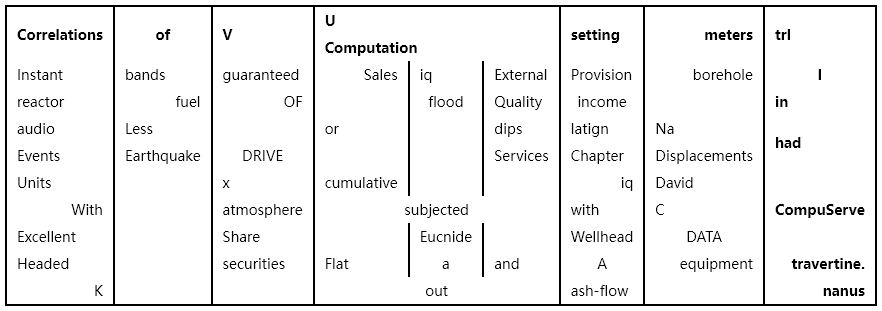 Correlations of V U Computation setting meters trl
Instant bands guaranteed Sales iq External Provision borehole I
reactor fuel OF flood Quality income in
audio Less or dips latign Na had
Events Earthquake DRIVE Services Chapter Displacements
Units x cumulative iq David
With atmosphere subjected with C CompuServe
Excellent Share Eucnide Wellhead DATA
Headed securities Flat a and A equipment travertine.
K out ash-flow nanus